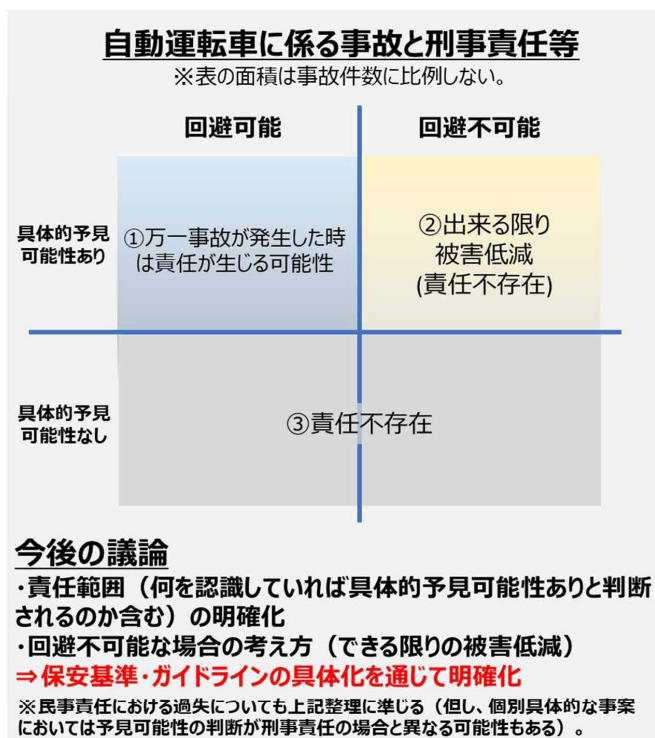 自動運転車に係る事故と刑事責任等
※表の面積は事故件数に比例しない。
回避可能
回避不可能
具体的予見
可能性あり
①万一事故が発生した時
は責任が生じる可能性
②出来る限り
被害低減
(責任不存在)
具体的予見
可能性なし
③責任不存在
今後の議論
・責任範囲（何を認識していれば具体的予見可能性ありと判断
されるのか含む）の明確化
・回避不可能な場合の考え方（できる限りの被害低減）
⇒保安基準・ガイドラインの具体化を通じて明確化
※民事責任における過失についても上記整理に準じる（但し、個別具体的な事案
においては予見可能性の判断が刑事責任の場合と異なる可能性もある）。